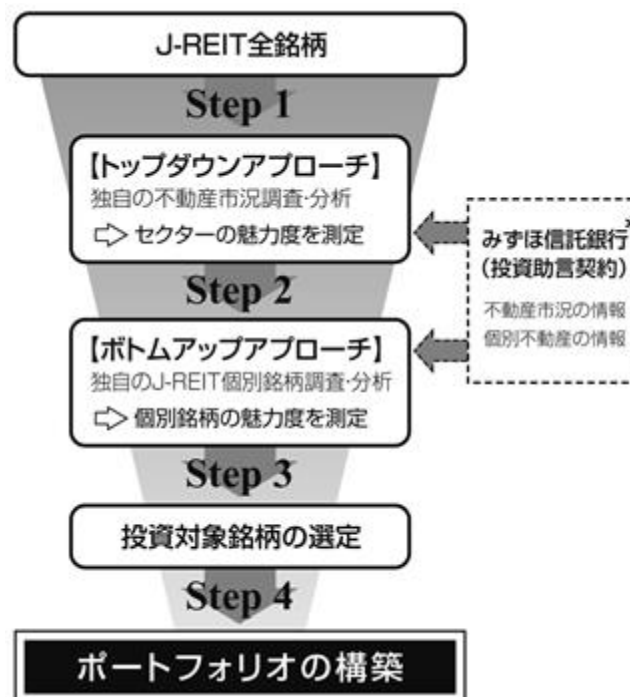 J-REIT全銘柄
Step 1
【トップダウンアプローチ】
独自の不動産市況調査・分析
⇨ セクターの魅力度を測定
みずほ信託銀行
(投資助言契約)
不動産市況の情報
個別不動産の情報
Step 2
【ボトムアップアプローチ】
独自のJ-REIT個別銘柄調査・分析
⇨ 個別銘柄の魅力度を測定
Step 3
投資対象銘柄の選定
Step 4
ポートフォリオの構築